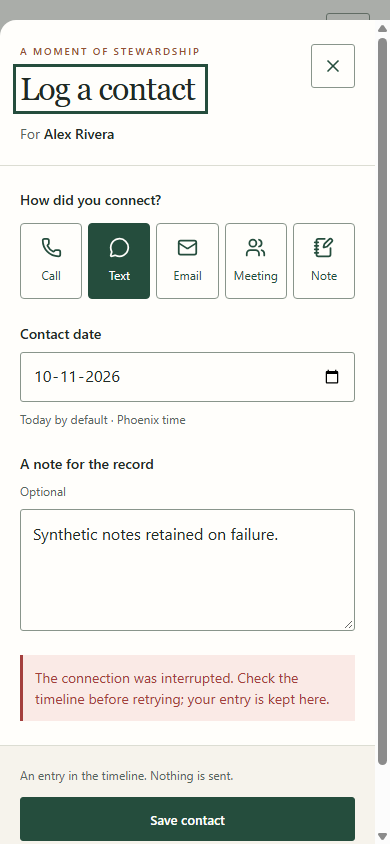 A MOMENT OF STEWARDSHIP
Log a contact
For Alex Rivera
How did you connect?
Call
Text
Email
Meeting
Note
Contact date
10-11-2026
Today by default · Phoenix time
A note for the record
Optional
Synthetic notes retained on failure.
The connection was interrupted. Check the
timeline before retrying; your entry is kept here.
An entry in the timeline. Nothing is sent.
Save contact